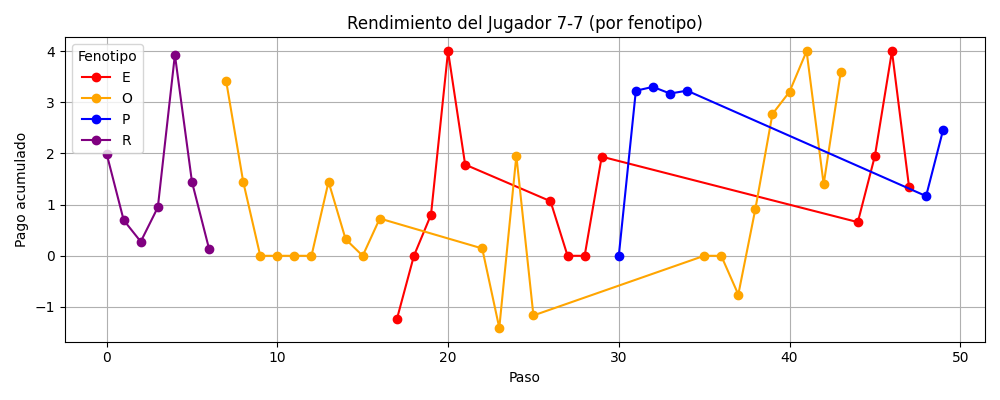 Rendimiento del Jugador 7-7 (por fenotipo)
Fenotipo
E
O
P
R
Pago acumulado
4
3
2
1
0
−1
0 10 20 30 40 50
Paso